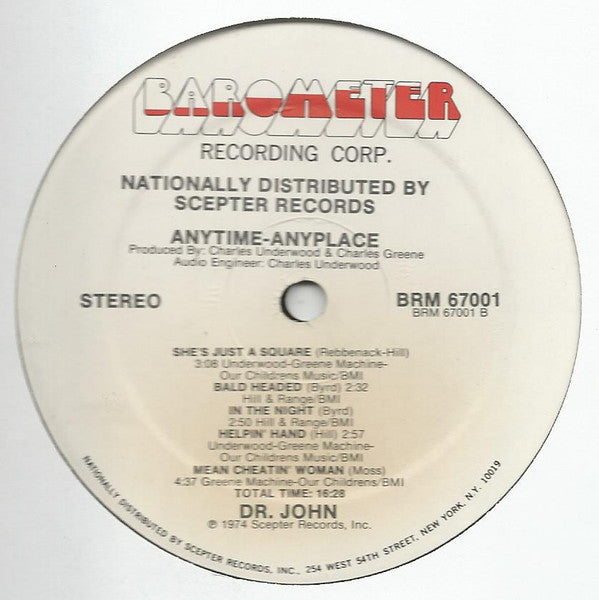 BAROMETER
RECORDING CORP.
NATIONALLY DISTRIBUTED BY
SCEPTER RECORDS
ANYTIME-ANYPLACE
Produced By: Charles Underwood & Charles Greene
Audio Engineer: Charles Underwood
STEREO
BRM 67001
BRM 67001 B
SHE'S JUST A SQUARE (Rebbenack-Hill)
3:08 Underwood-Greene Machine-
Our Childrens Music/BMI
BALD HEADED (Byrd) 2:32
Hill & Range/BMI
IN THE NIGHT (Byrd)
2:50 Hill & Range/BMI
HELPIN' HAND (Hill) 2:57
Underwood-Greene Machine-
Our Childrens Music/BMI
MEAN CHEATIN' WOMAN (Moss)
4:37 Greene Machine-Our Childrens/BMI
TOTAL TIME: 16:28
DR. JOHN
℗ 1974 Scepter Records, Inc.
NATIONALLY DISTRIBUTED BY SCEPTER RECORDS, INC., 254 WEST 54TH STREET, NEW YORK, N.Y. 10019